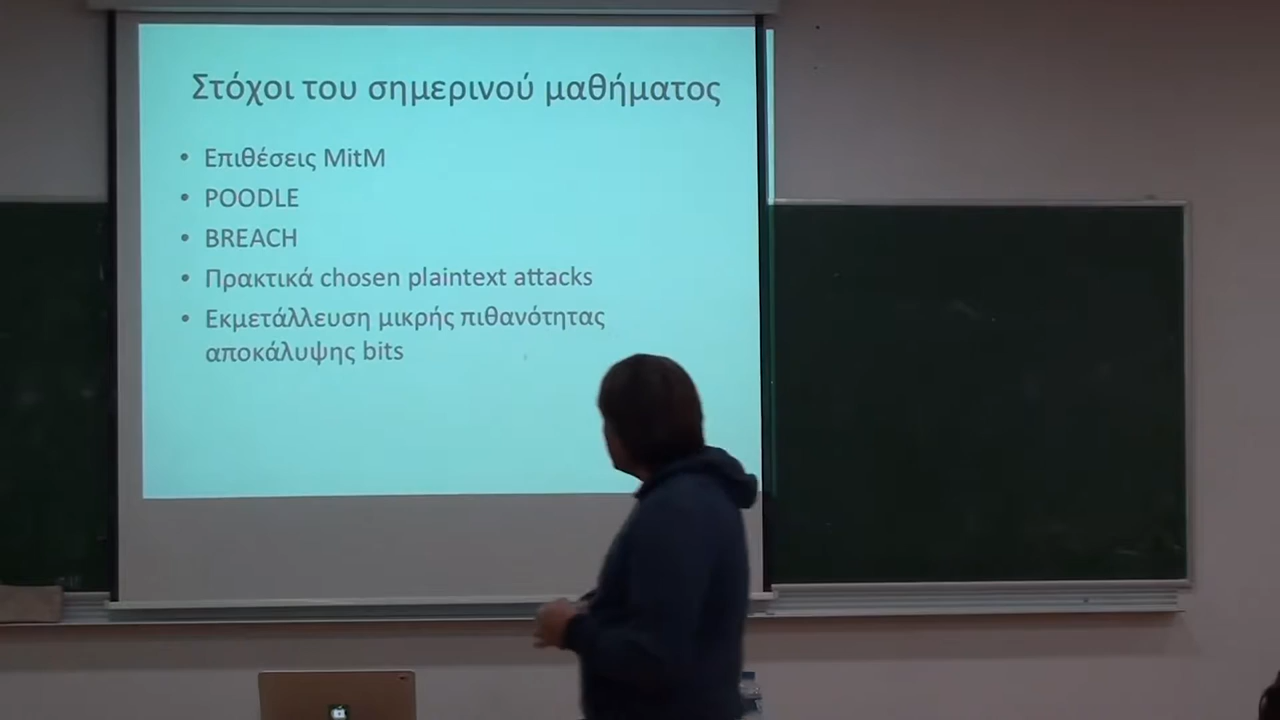 Στόχοι του σημερινού μαθήματος
• Επιθέσεις MitM
• POODLE
• BREACH
• Πρακτικά chosen plaintext attacks
• Εκμετάλλευση μικρής πιθανότητας
αποκάλυψης bits